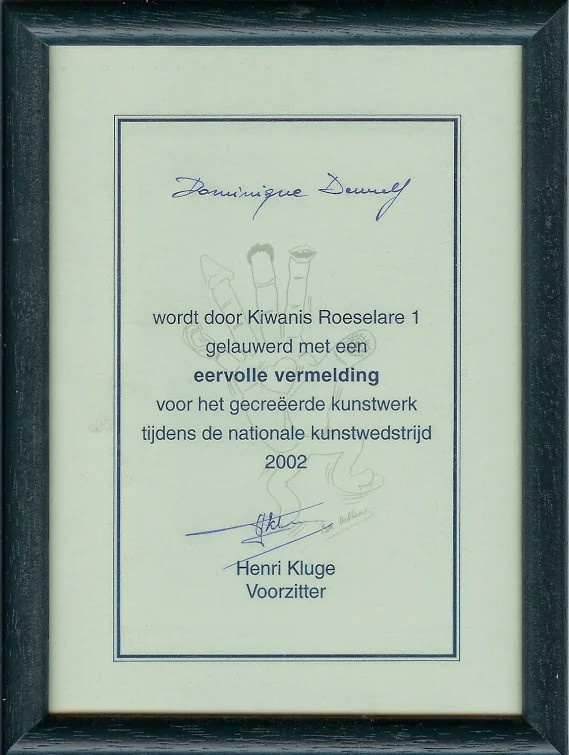 Dominique
wordt door Kiwanis Roeselare 1
gelauwerd met een
eervolle vermelding
voor het gecreëerde kunstwerk
tijdens de nationale kunstwedstrijd
2002
Henri Kluge
Voorzitter